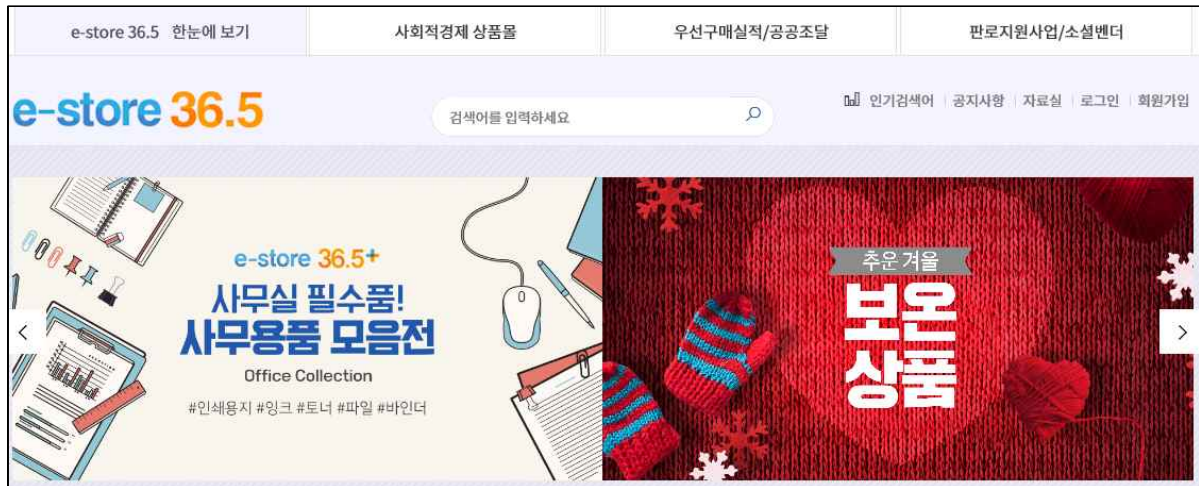 e-store 36.5 한눈에 보기
사회적경제 상품몰
우선구매실적/공공조달
판로지원사업/소셜벤더
e-store 36.5
검색어를 입력하세요
인기검색어 공지사항 자료실 로그인 회원가입
e-store 36.5+
사무실 필수품!
사무용품 모음전
Office Collection
#인쇄용지 #잉크 #토너 #파일 #바인더
추운 겨울
보온
상품